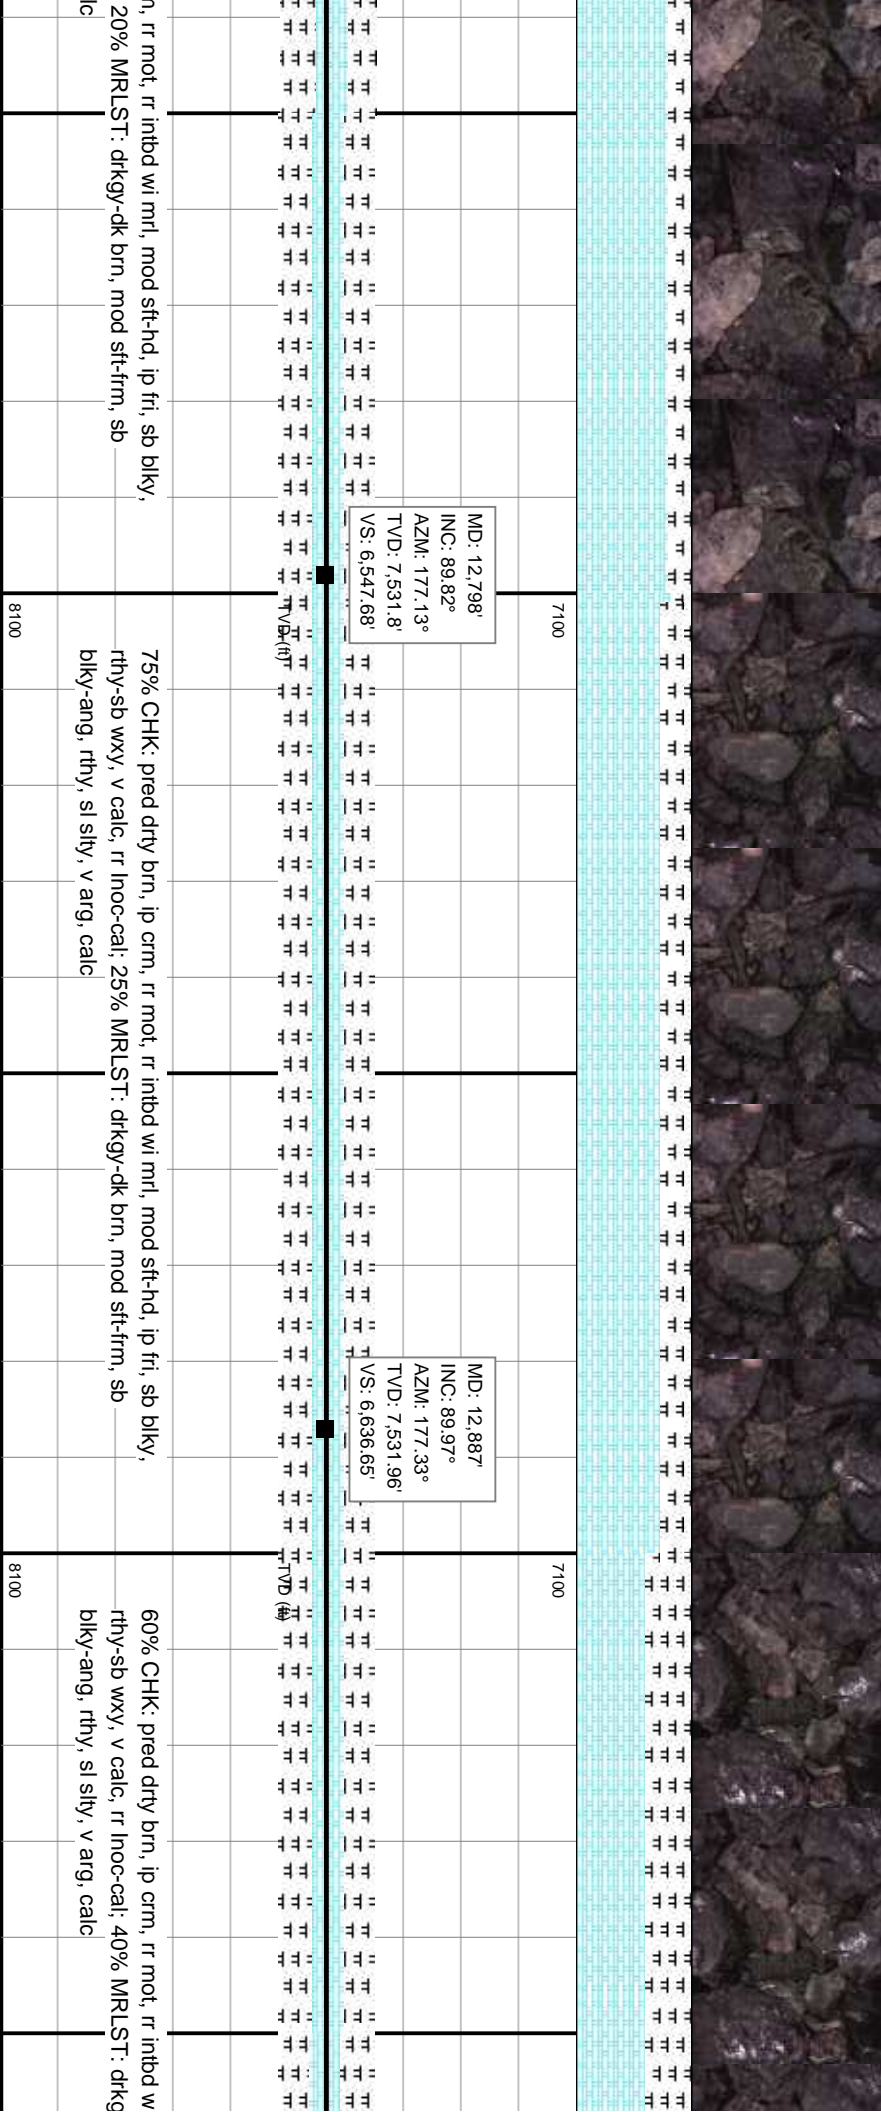 n, rr mot, rr intbd wi mrl, mod sft-hd, ip fri, sb blky,
20% MRLST: drkgy-dk brn, mod sft-frm, sb
lc
MD: 12,798'
INC: 89.82°
AZM: 177.13°
TVD: 7,531.8'
VS: 6,547.68'
7100
TVD (ft)
8100
75% CHK: pred drty brn, ip crm, rr mot, rr intbd wi mrl, mod sft-hd, ip fri, sb blky,
rthy-sb wxy, v calc, rr Inoc-cal; 25% MRLST: drkgy-dk brn, mod sft-frm, sb
blky-ang, rthy, sl slty, v arg, calc
MD: 12,887'
INC: 89.97°
AZM: 177.33°
TVD: 7,531.96'
VS: 6,636.65'
7100
TVD (ft)
8100
60% CHK: pred drty brn, ip crm, rr mot, rr intbd w
rthy-sb wxy, v calc, rr Inoc-cal; 40% MRLST: drkg
blky-ang, rthy, sl slty, v arg, calc